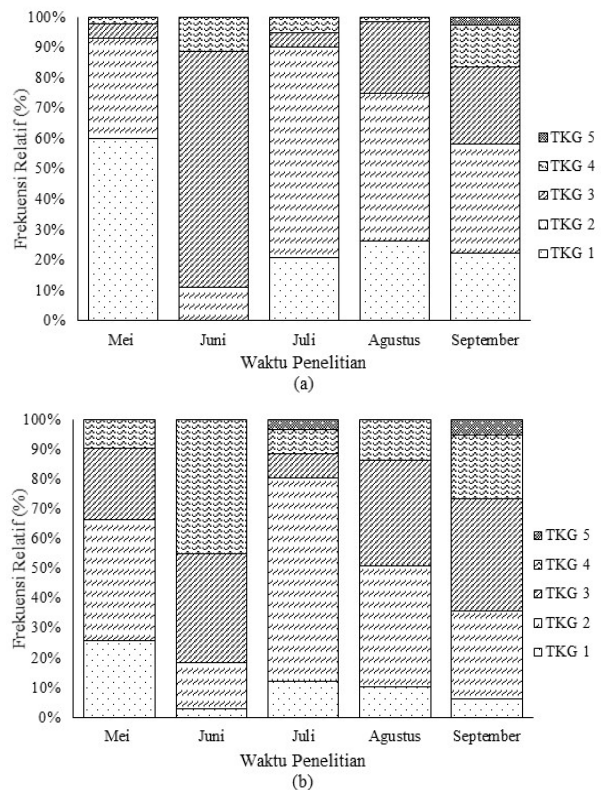 100%
90%
80%
70%
60%
50%
40%
30%
20%
10%
0%
Frekuensi Relatif (%)
TKG 5
TKG 4
TKG 3
TKG 2
TKG 1
Mei Juni Juli Agustus September
Waktu Penelitian
(a)
100%
90%
80%
70%
60%
50%
40%
30%
20%
10%
0%
Frekuensi Relatif (%)
TKG 5
TKG 4
TKG 3
TKG 2
TKG 1
Mei Juni Juli Agustus September
Waktu Penelitian
(b)